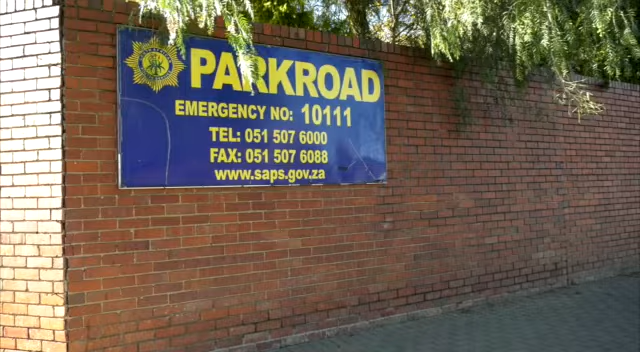 PARKROAD
EMERGENCY NO: 10111
TEL: 051 507 6000
FAX: 051 507 6088
www.saps.gov.za